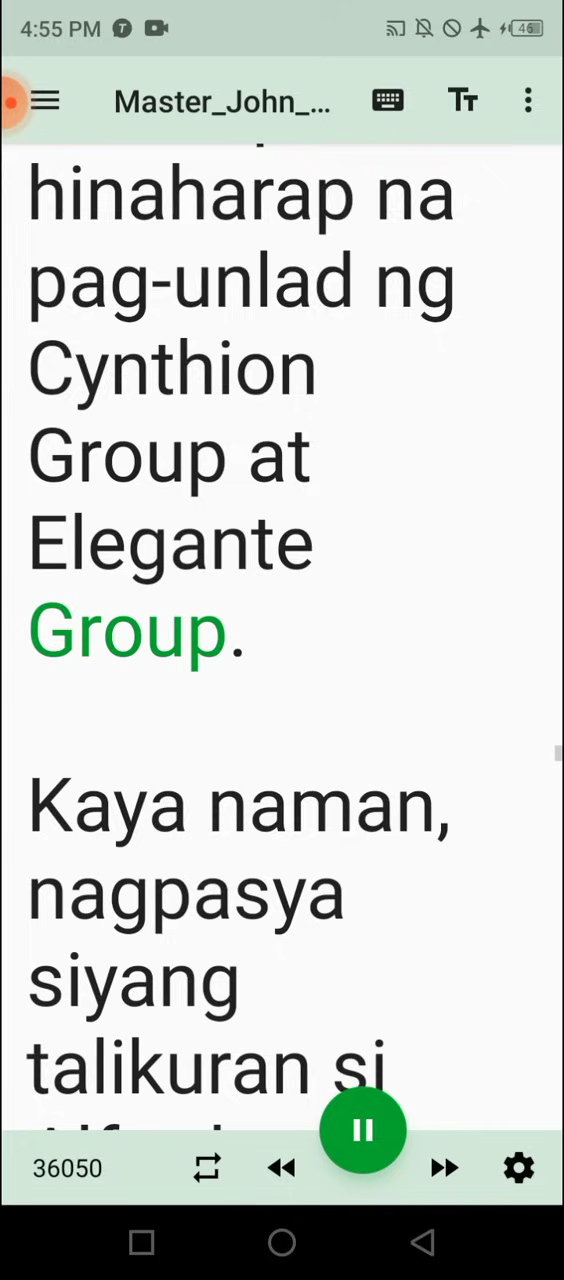 4:55 PM
46
Master_John_...
hinaharap na
pag-unlad ng
Cynthion
Group at
Elegante
Group.
Kaya naman,
nagpasya
siyang
talikuran si
36050